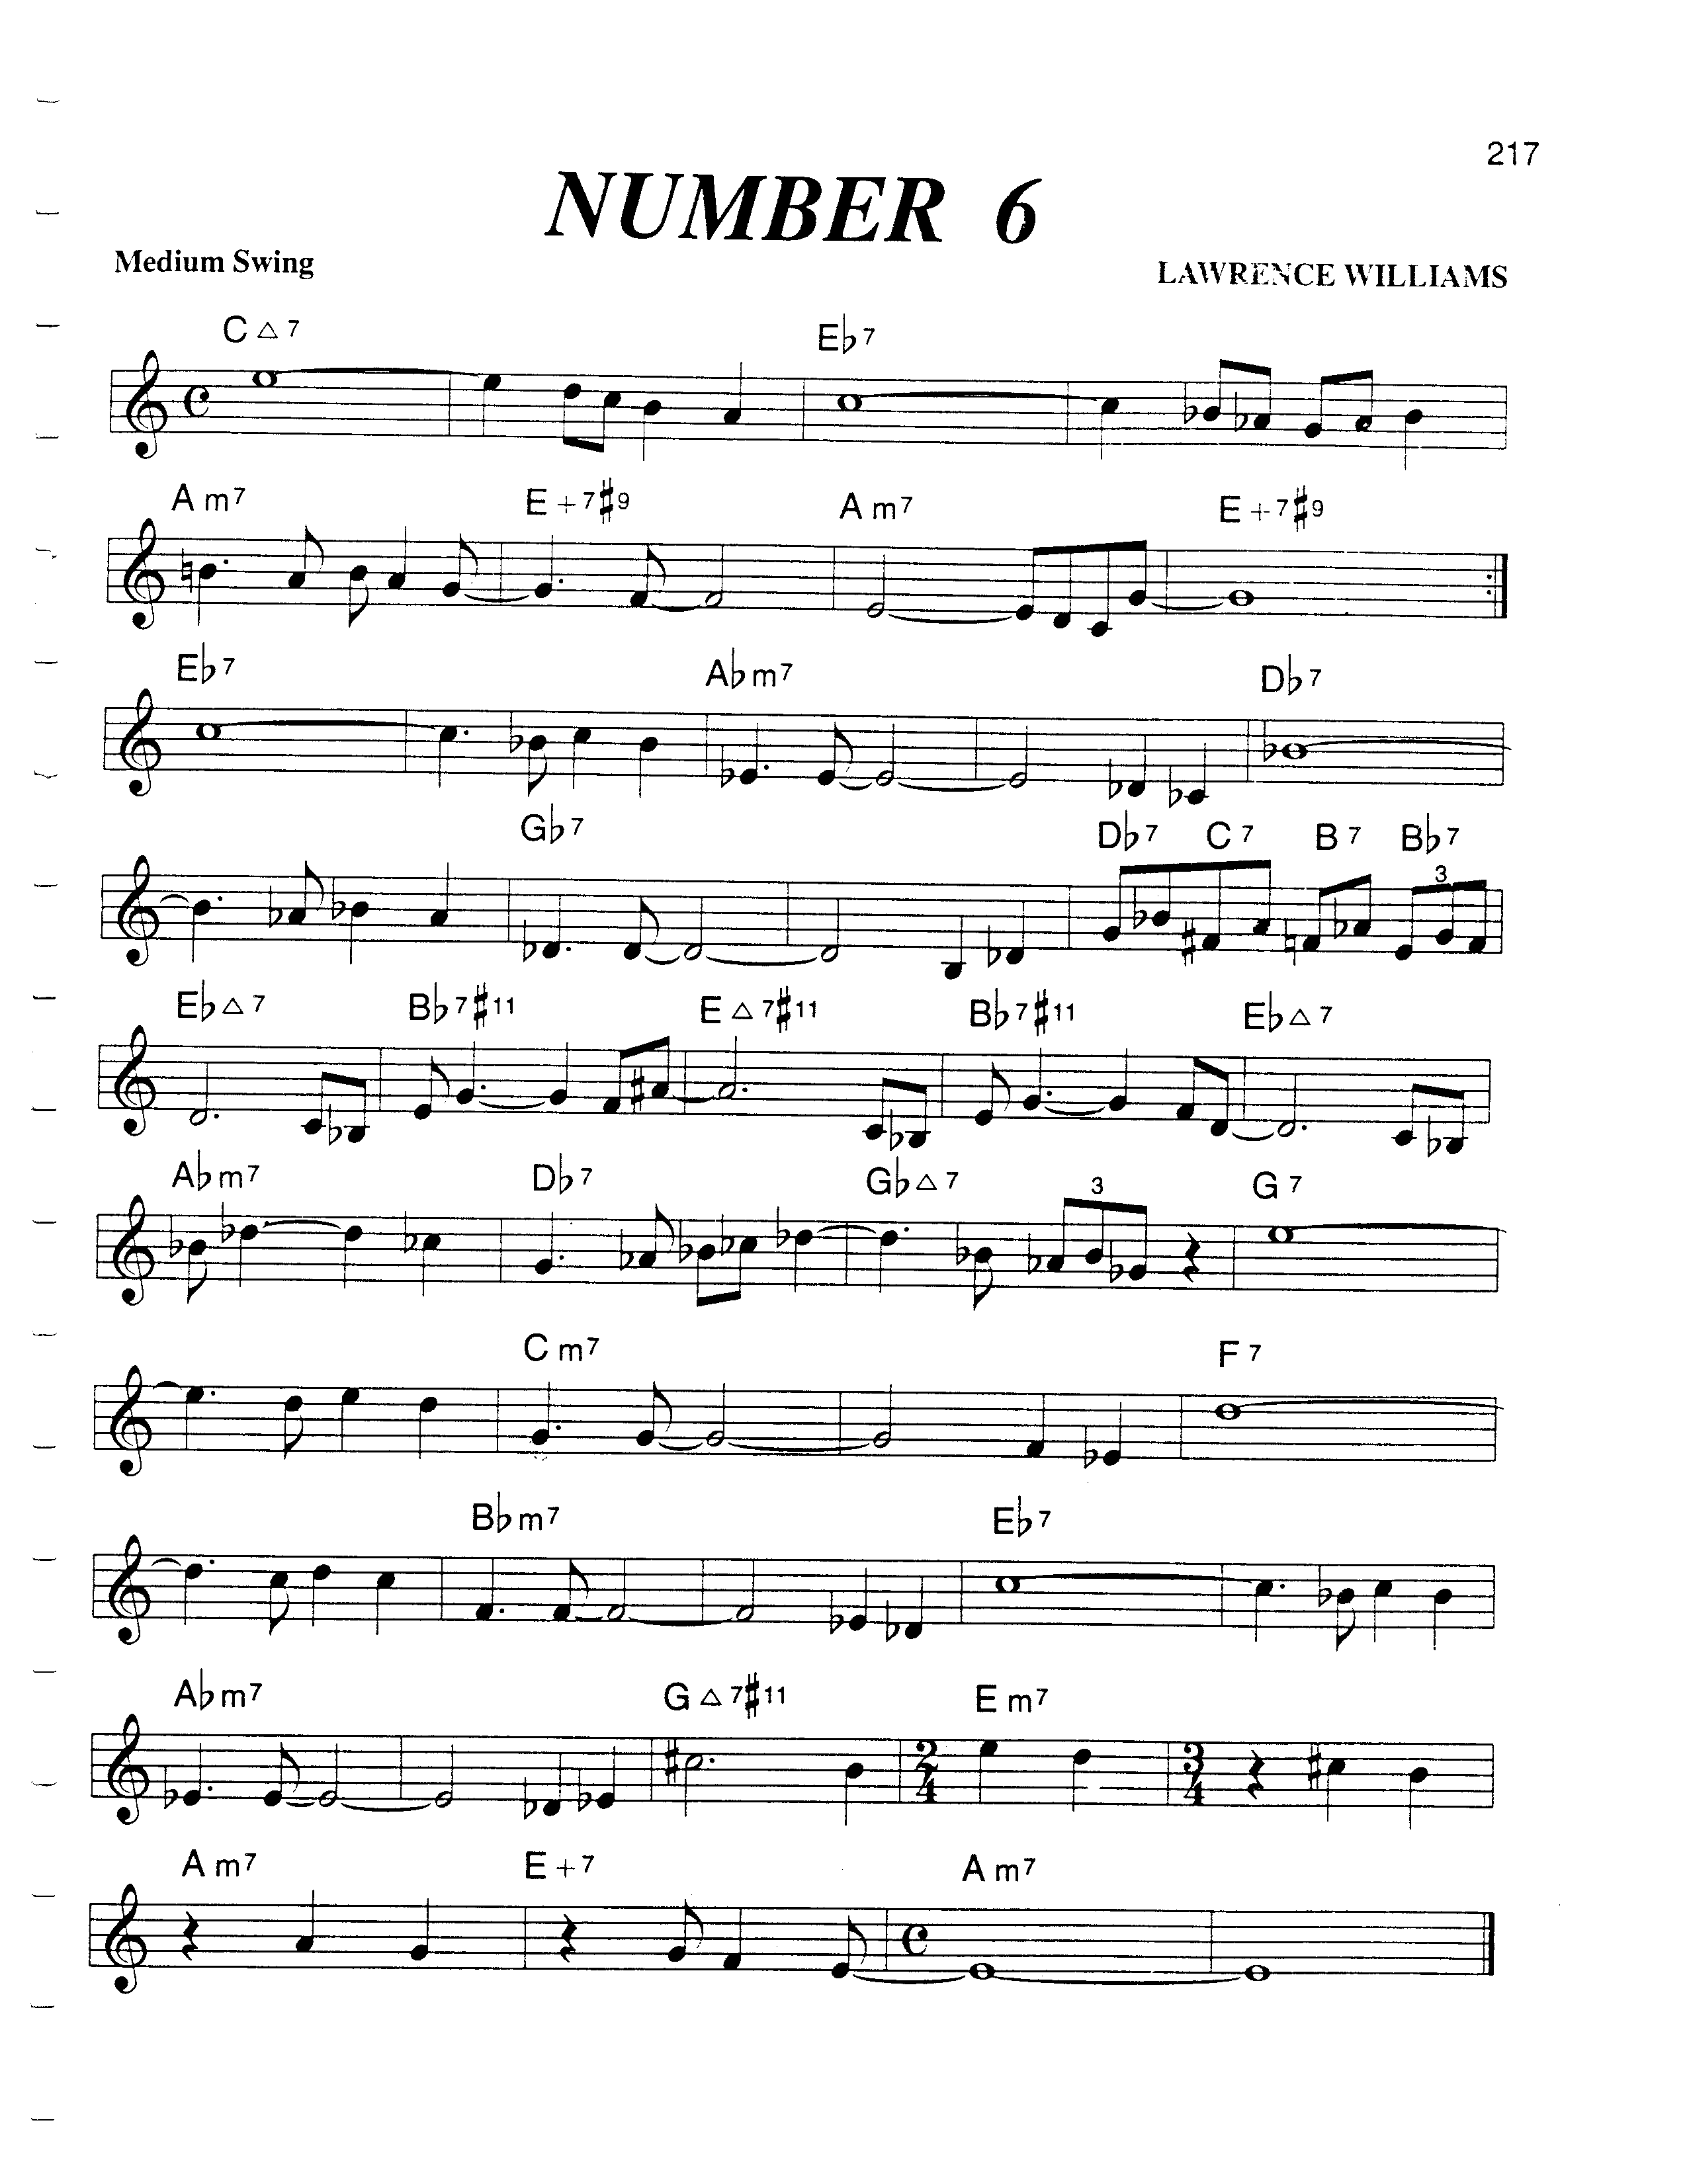 217
NUMBER 6
Medium Swing
LAWRENCE WILLIAMS
C△7 E♭7
Am7 E+7♯9 Am7 E+7♯9
E♭7 A♭m7 D♭7
G♭7 D♭7 C7 B7 B♭7
3
E♭△7 B♭7♯11 E△7♯11 B♭7♯11 E♭△7
A♭m7 D♭7 G♭△7 3 G7
Cm7 F7
B♭m7 E♭7
A♭m7 G△7♯11 Em7
2 3
4 4
Am7 E+7 Am7